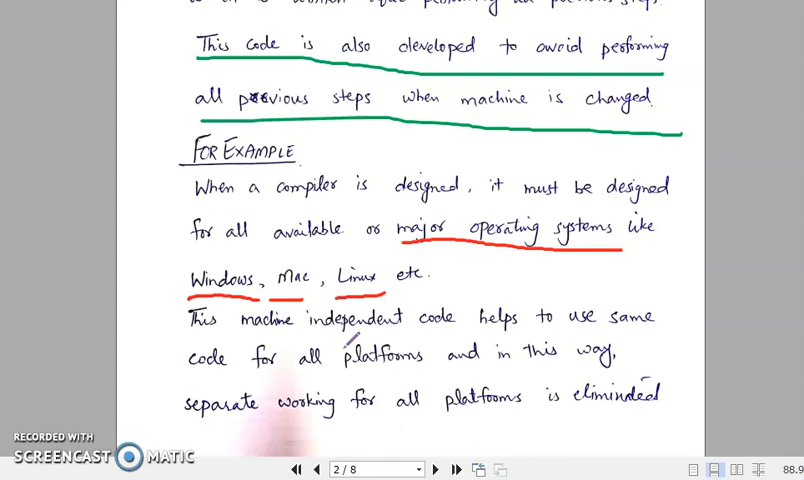 This code is also developed to avoid performing
all previous steps when machine is changed.
FOR EXAMPLE
When a compiler is designed, it must be designed
for all available or major operating systems like
Windows, Mac, Linux etc.
This machine independent code helps to use same
code for all platforms and in this way,
separate working for all platforms is eliminated
RECORDED WITH
SCREENCAST MATIC
2 / 8
88.9